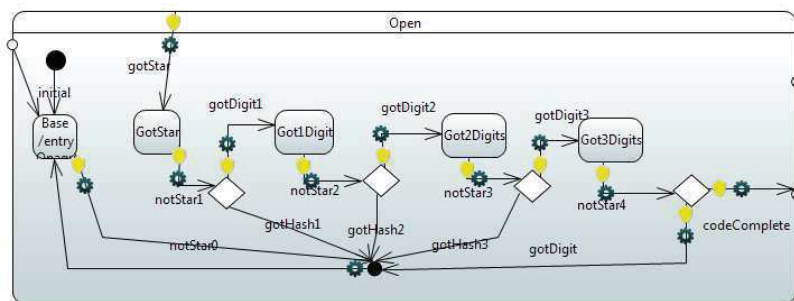 Open
gotStar
initial
gotDigit1
gotDigit2
gotDigit3
Base
/entry
GotStar
Got1Digit
Got2Digits
Got3Digits
notStar1
notStar2
notStar3
notStar4
gotHash1
gotHash2
gotHash3
notStar0
gotDigit
codeComplete